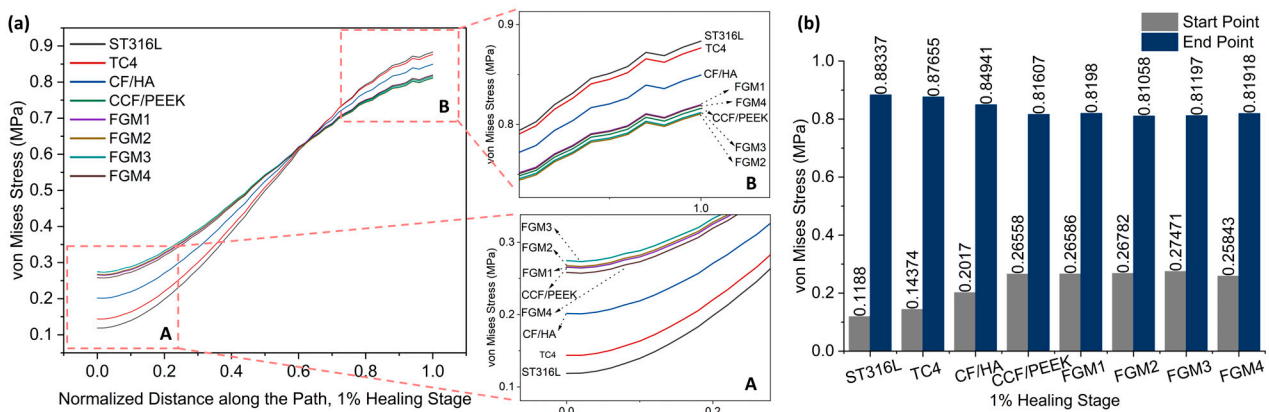 (a)
von Mises Stress (MPa)
0.9
0.8
0.7
0.6
0.5
0.4
0.3
0.2
0.1
ST316L
TC4
CF/HA
CCF/PEEK
FGM1
FGM2
FGM3
FGM4
B
A
0.0 0.2 0.4 0.6 0.8 1.0
Normalized Distance along the Path, 1% Healing Stage
von Mises Stress (MPa)
0.9
0.8
ST316L
TC4
CF/HA
FGM1
FGM4
CCF/PEEK
FGM3
FGM2
B
1.0
von Mises Stress (MPa)
0.3
0.2
0.1
FGM3
FGM2
FGM1
CCF/PEEK
FGM4
CF/HA
TC4
ST316L
A
0.0 0.2
(b)
Start Point
End Point
von Mises Stress (MPa)
1.0
0.8
0.6
0.4
0.2
0.0
0.1188
0.88337
0.14374
0.87655
0.2017
0.84941
0.26558
0.81607
0.26586
0.8198
0.26782
0.81058
0.27471
0.81197
0.25843
0.81918
ST316L
TC4
CF/HA
CCF/PEEK
FGM1
FGM2
FGM3
FGM4
1% Healing Stage